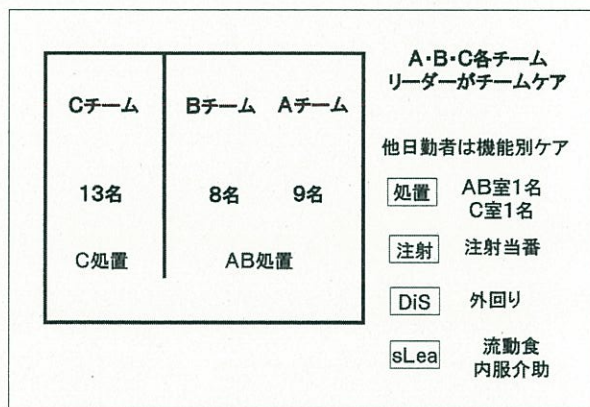 Cチーム
Bチーム Aチーム
13名
8名 9名
C処置
AB処置
A・B・C各チーム
リーダーがチームケア
他日勤者は機能別ケア
処置 AB室1名
C室1名
注射 注射当番
DiS 外回り
sLea 流動食
内服介助